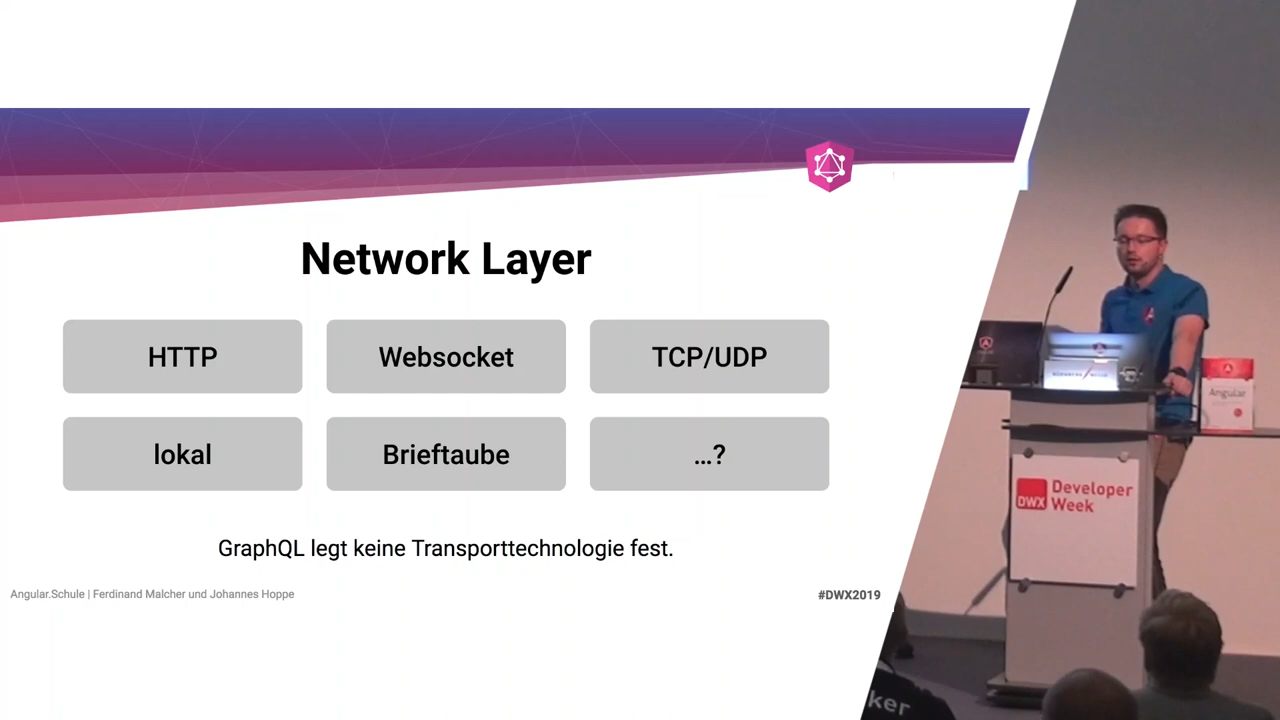 Network Layer
HTTP
Websocket
TCP/UDP
lokal
Brieftaube
...?
GraphQL legt keine Transporttechnologie fest.
Angular.Schule | Ferdinand Malcher und Johannes Hoppe
#DWX2019
Angular
DWX
Developer
Week
ker